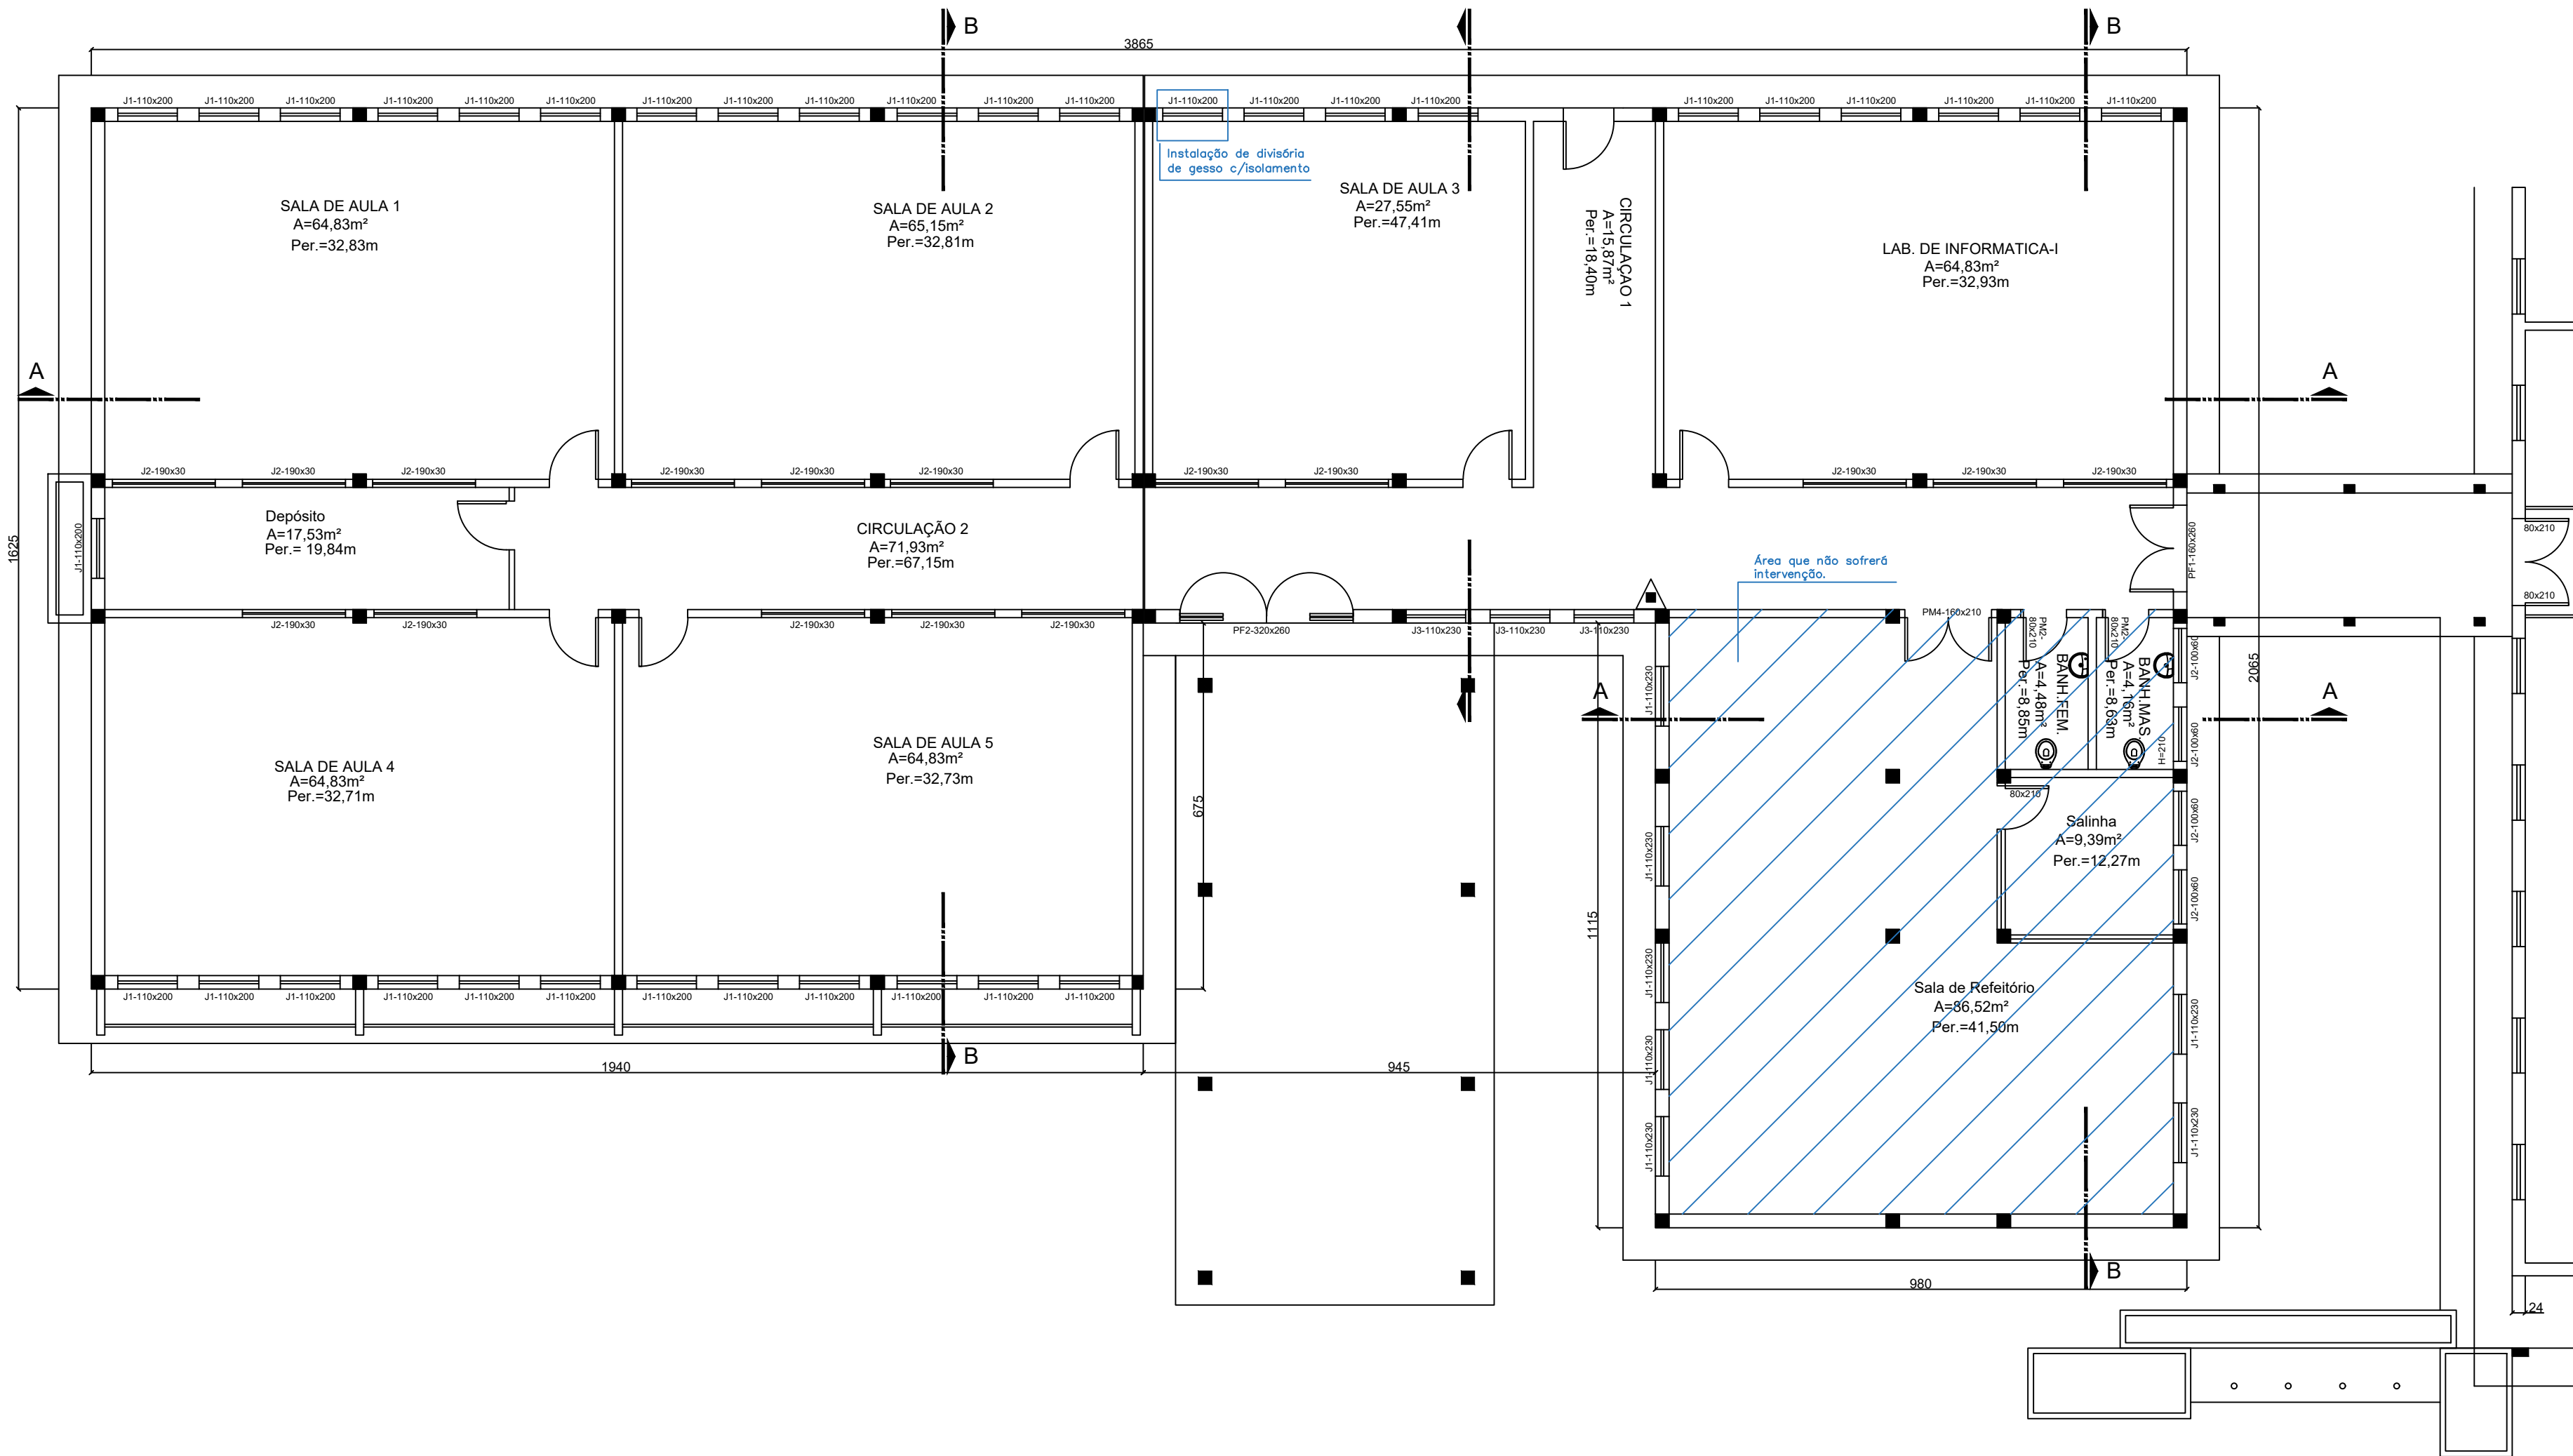 B
B
3865
J1-110x200 J1-110x200 J1-110x200 J1-110x200 J1-110x200 J1-110x200 J1-110x200 J1-110x200 J1-110x200 J1-110x200 J1-110x200 J1-110x200 J1-110x200 J1-110x200 J1-110x200 J1-110x200 J1-110x200 J1-110x200 J1-110x200 J1-110x200 J1-110x200 J1-110x200
Instalação de divisória
de gesso c/isolamento
SALA DE AULA 1
A=64,83m²
Per.=32,83m
SALA DE AULA 2
A=65,15m²
Per.=32,81m
SALA DE AULA 3
A=27,55m²
Per.=47,41m
CIRCULAÇAO 1
A=15,87m²
Per.=18,40m
LAB. DE INFORMATICA-I
A=64,83m²
Per.=32,93m
A
A
J2-190x30 J2-190x30 J2-190x30 J2-190x30 J2-190x30 J2-190x30 J2-190x30 J2-190x30 J2-190x30 J2-190x30 J2-190x30
1625
J1-110x200
Depósito
A=17,53m²
Per.= 19,84m
CIRCULAÇÃO 2
A=71,93m²
Per.=67,15m
Área que não sofrerá
intervenção.
PF1-160x260
80x210
80x210
J2-190x30 J2-190x30 J2-190x30 J2-190x30 J2-190x30
PF2-320x260
J3-110x230 J3-110x230 J3-110x230
PM4-160x210
PM2-
80x210
PM2-
80x210
BANH.FEM.
A=4,48m²
Per.=8,85m
BANH.MAS.
A=4,16m²
Per.=8,63m
H=210
J2-100x60
J2-100x60
J2-100x60
J2-100x60
2065
A
A
J1-110x230
J1-110x230
J1-110x230
J1-110x230
J1-110x230
SALA DE AULA 4
A=64,83m²
Per.=32,71m
SALA DE AULA 5
A=64,83m²
Per.=32,73m
675
1115
80x210
Salinha
A=9,39m²
Per.=12,27m
Sala de Refeitório
A=86,52m²
Per.=41,50m
J1-110x230
J1-110x230
J1-110x200 J1-110x200 J1-110x200 J1-110x200 J1-110x200 J1-110x200 J1-110x200 J1-110x200 J1-110x200 J1-110x200 J1-110x200 J1-110x200
B
1940
945
B
980
24